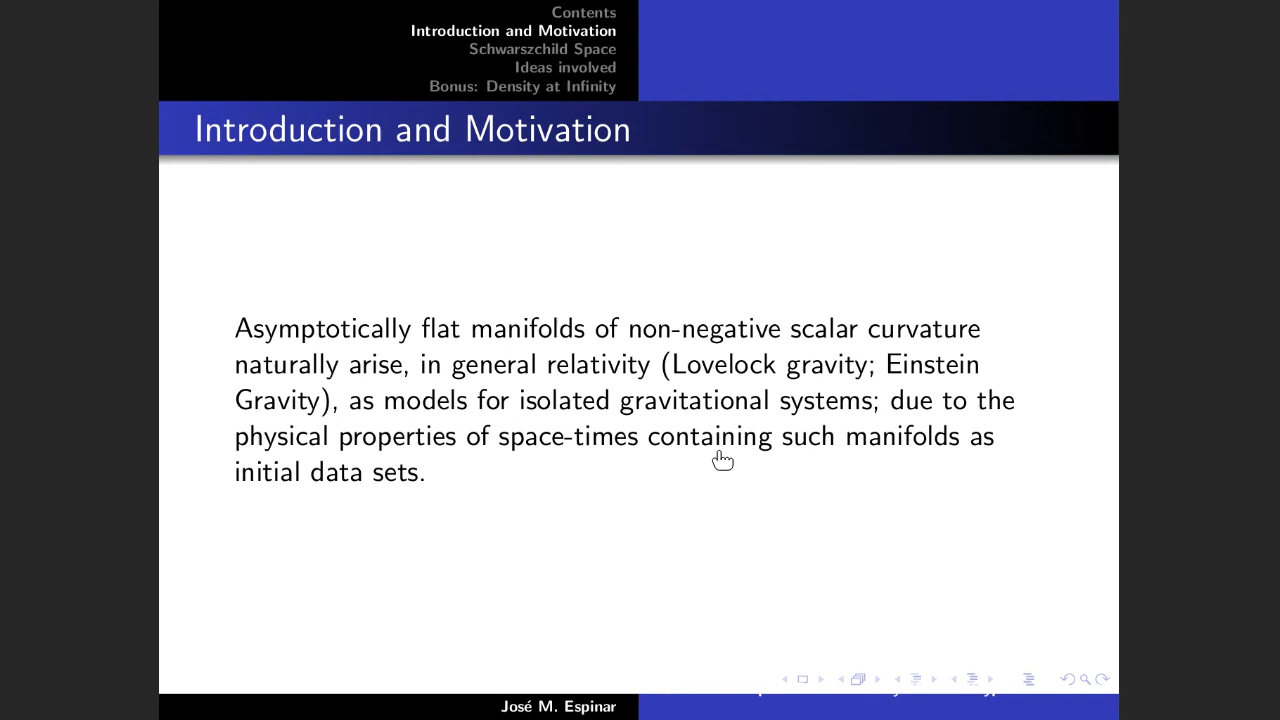 Contents
Introduction and Motivation
Schwarszchild Space
Ideas involved
Bonus: Density at Infinity
Introduction and Motivation
Asymptotically flat manifolds of non-negative scalar curvature
naturally arise, in general relativity (Lovelock gravity; Einstein
Gravity), as models for isolated gravitational systems; due to the
physical properties of space-times containing such manifolds as
initial data sets.
José M. Espinar